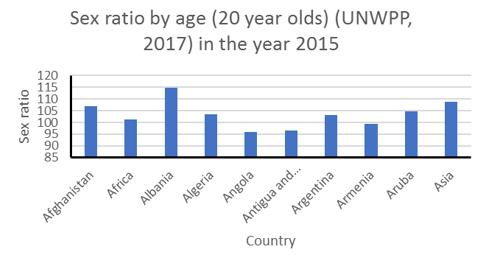 Sex ratio by age (20 year olds) (UNWPP,
2017) in the year 2015
120
115
110
105
100
95
90
85
Sex ratio
Afghanistan
Africa
Albania
Algeria
Angola
Antigua and...
Argentina
Armenia
Aruba
Asia
Country